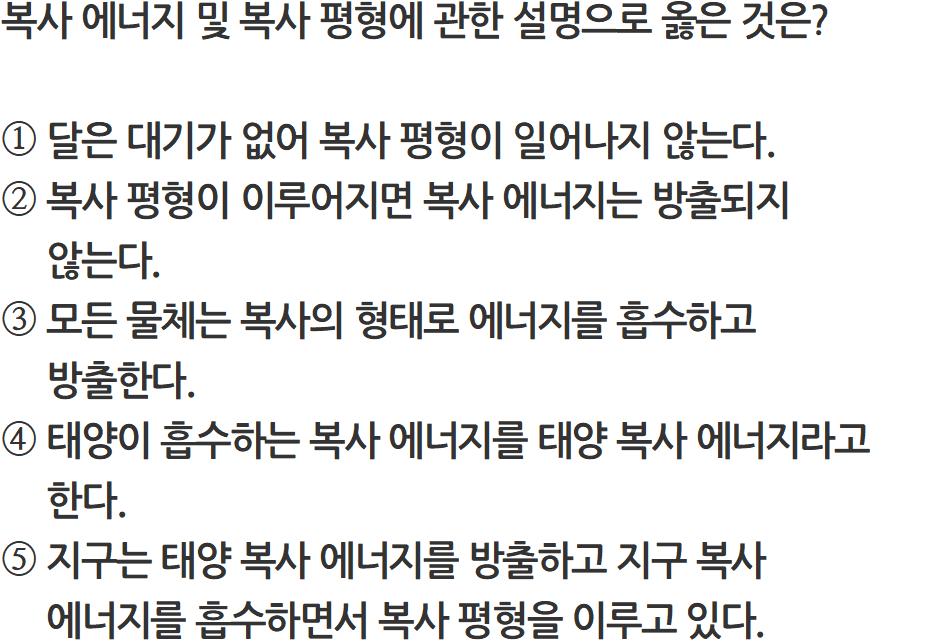 복사 에너지 및 복사 평형에 관한 설명으로 옳은 것은?
① 달은 대기가 없어 복사 평형이 일어나지 않는다.
② 복사 평형이 이루어지면 복사 에너지는 방출되지
않는다.
③ 모든 물체는 복사의 형태로 에너지를 흡수하고
방출한다.
④ 태양이 흡수하는 복사 에너지를 태양 복사 에너지라고
한다.
⑤ 지구는 태양 복사 에너지를 방출하고 지구 복사
에너지를 흡수하면서 복사 평형을 이루고 있다.